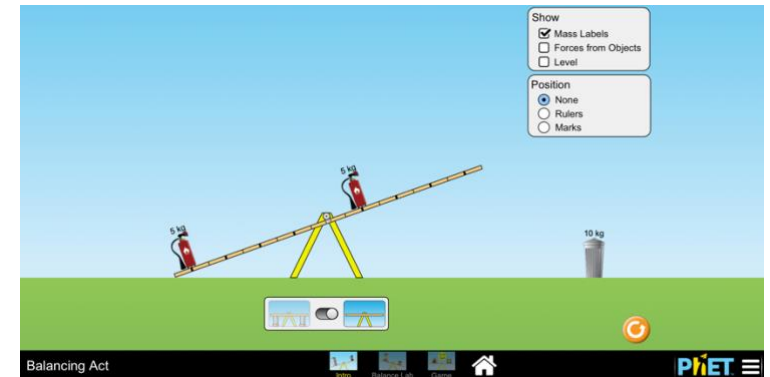 Show
Mass Labels
Forces from Objects
Level
Position
None
Rulers
Marks
5 kg
5 kg
10 kg
Balancing Act
Intro
Balance Lab
Game
PhET